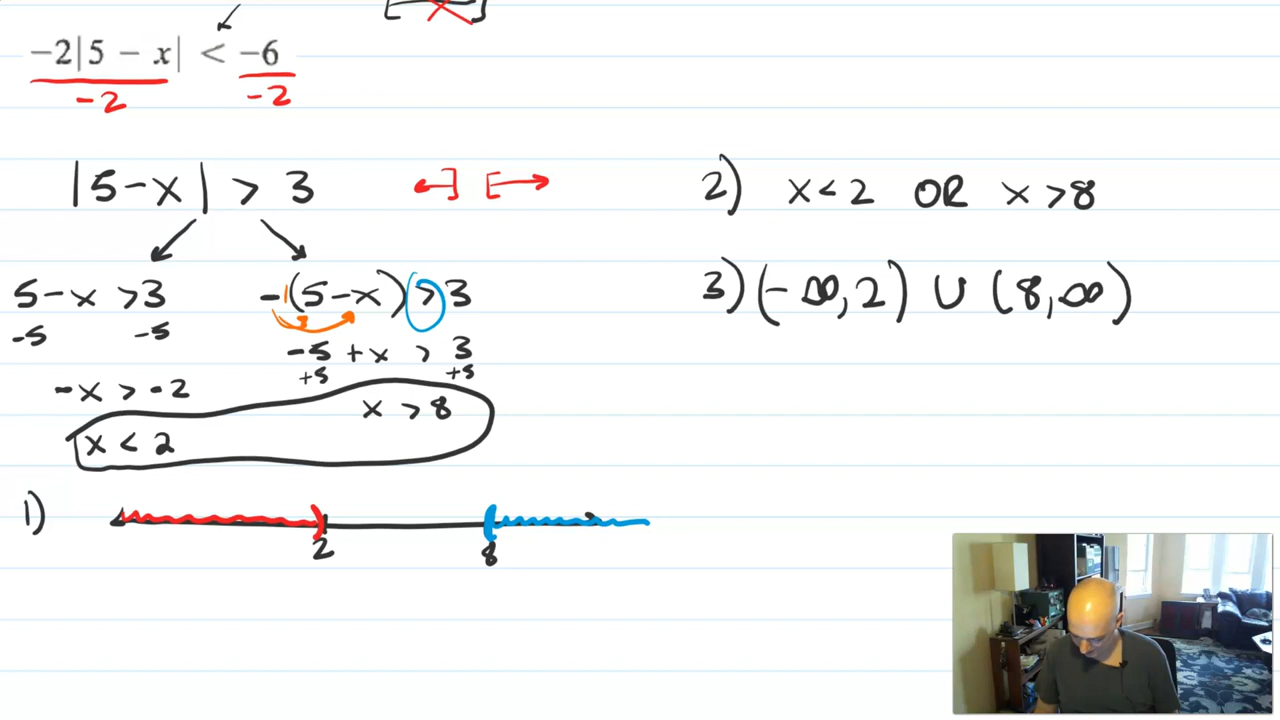 -2|5 - x| < -6
-2 -2
|5-x| > 3
5-x >3 -1(5-x) > 3
-5 -5
-5 +x > 3
+5 +5
-x > -2
x > 8
x < 2
1)
2 8
2) x < 2 OR x > 8
3) (-∞,2) ∪ (8,∞)